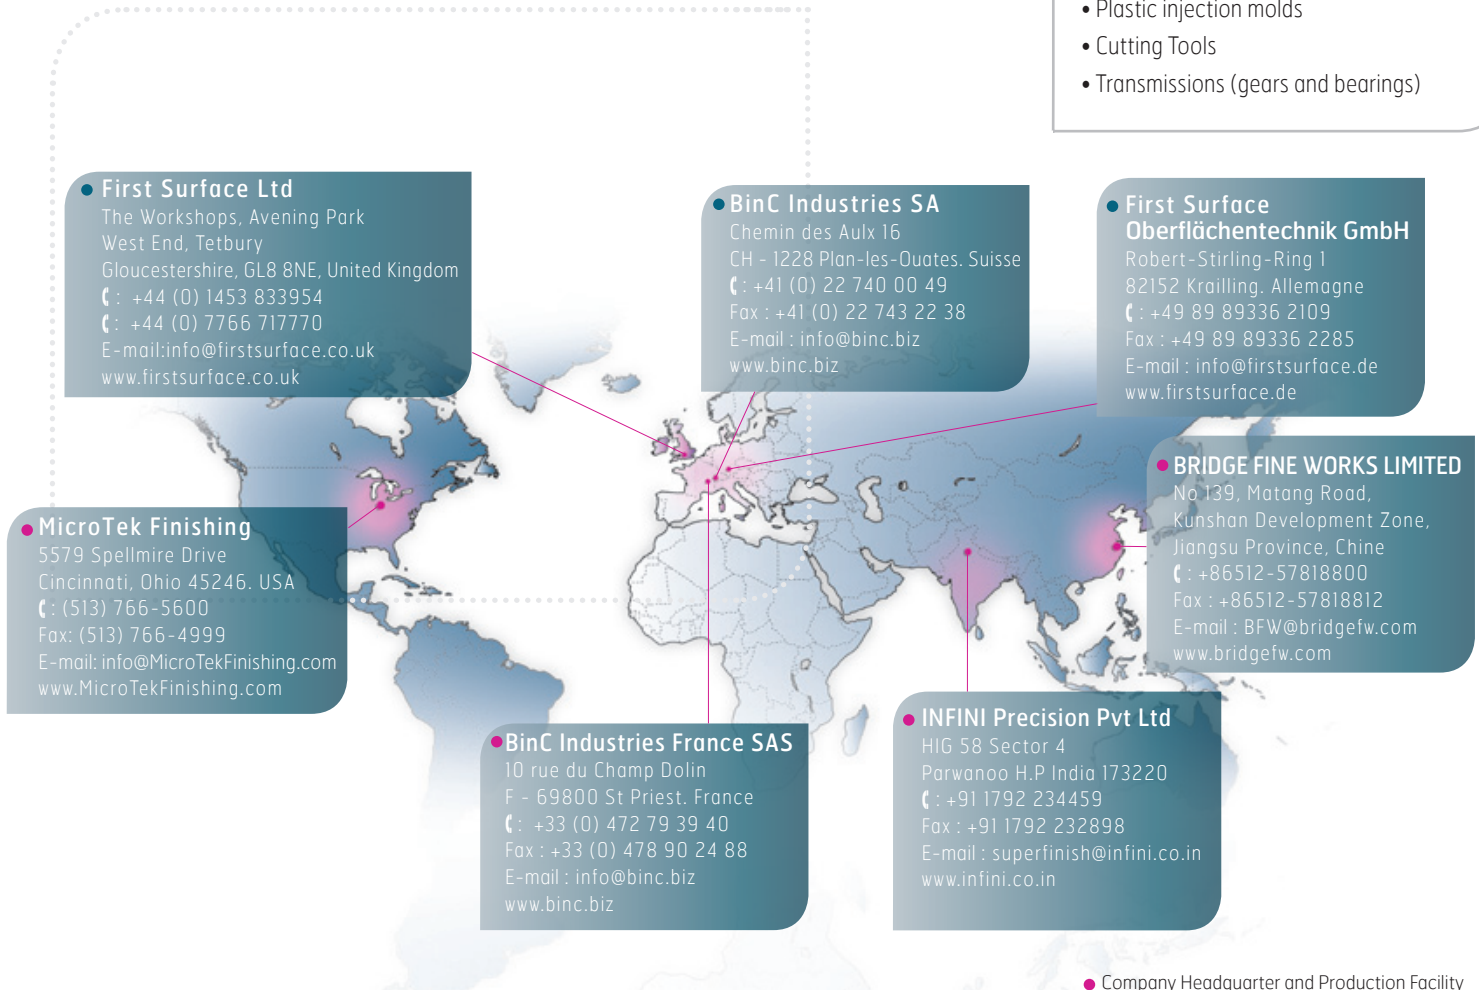 • Plastic injection molds
• Cutting Tools
• Transmissions (gears and bearings)
First Surface Ltd
The Workshops, Avening Park
West End, Tetbury
Gloucestershire, GL8 8NE, United Kingdom
: +44 (0) 1453 833954
: +44 (0) 7766 717770
E-mail:info@firstsurface.co.uk
www.firstsurface.co.uk
BinC Industries SA
Chemin des Aulx 16
CH - 1228 Plan-les-Ouates. Suisse
: +41 (0) 22 740 00 49
Fax : +41 (0) 22 743 22 38
E-mail : info@binc.biz
www.binc.biz
First Surface
Oberflächentechnik GmbH
Robert-Stirling-Ring 1
82152 Krailling. Allemagne
: +49 89 89336 2109
Fax : +49 89 89336 2285
E-mail : info@firstsurface.de
www.firstsurface.de
BRIDGE FINE WORKS LIMITED
No 139, Matang Road,
Kunshan Development Zone,
Jiangsu Province, Chine
: +86512-57818800
Fax : +86512-57818812
E-mail : BFW@bridgefw.com
www.bridgefw.com
MicroTek Finishing
5579 Spellmire Drive
Cincinnati, Ohio 45246. USA
: (513) 766-5600
Fax: (513) 766-4999
E-mail: info@MicroTekFinishing.com
www.MicroTekFinishing.com
BinC Industries France SAS
10 rue du Champ Dolin
F - 69800 St Priest. France
: +33 (0) 472 79 39 40
Fax : +33 (0) 478 90 24 88
E-mail : info@binc.biz
www.binc.biz
INFINI Precision Pvt Ltd
HIG 58 Sector 4
Parwanoo H.P India 173220
: +91 1792 234459
Fax : +91 1792 232898
E-mail : superfinish@infini.co.in
www.infini.co.in
Company Headquarter and Production Facility